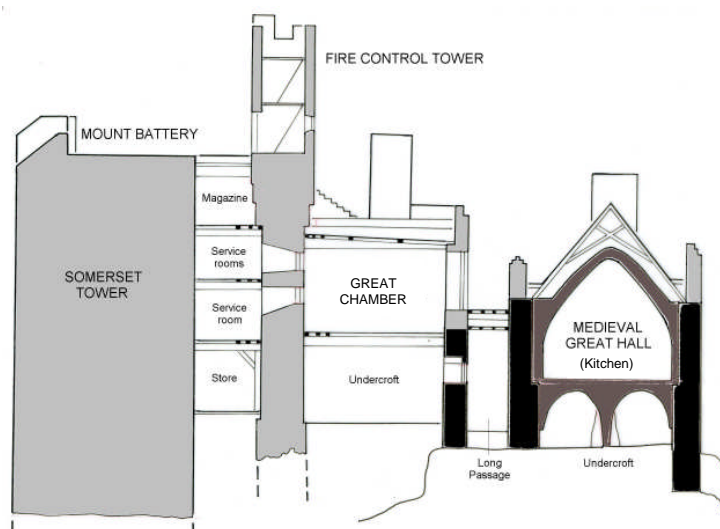 FIRE CONTROL TOWER
MOUNT BATTERY
Magazine
Service
rooms
SOMERSET
TOWER
GREAT
CHAMBER
Service
room
MEDIEVAL
GREAT HALL
(Kitchen)
Store
Undercroft
Long
Passage
Undercroft